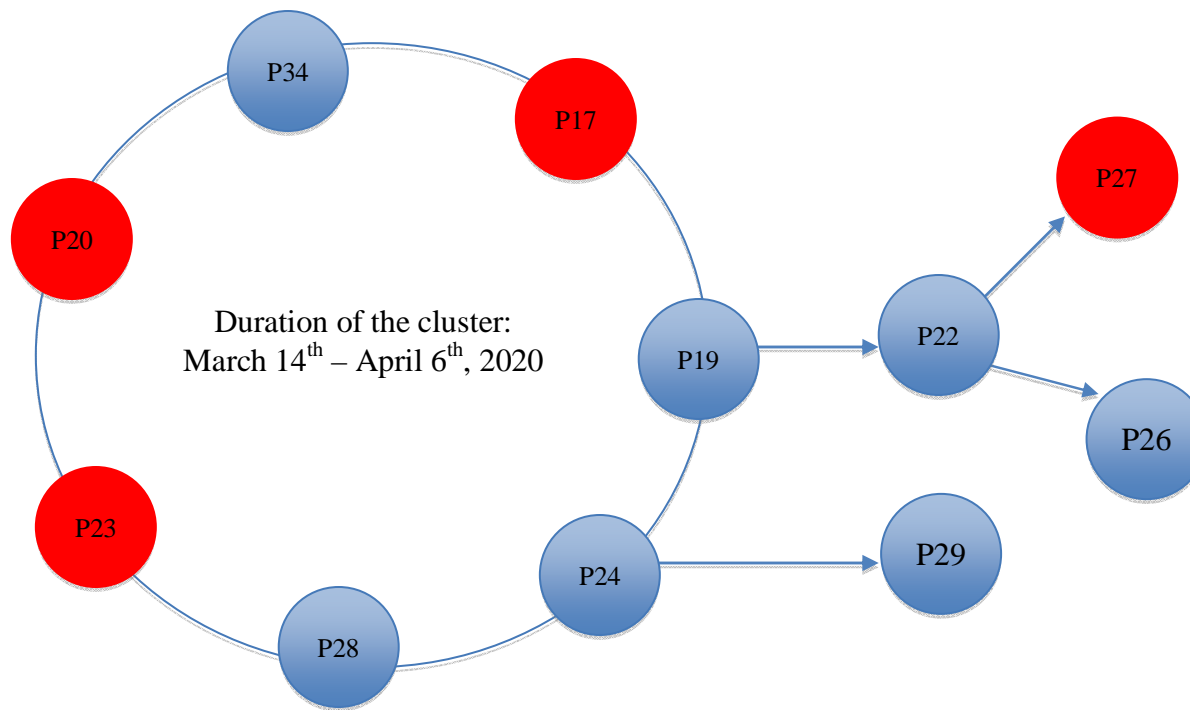 P34
P17
P27
P20
Duration of the cluster:
March 14th – April 6th, 2020
P22
P19
P26
P23
P29
P24
P28